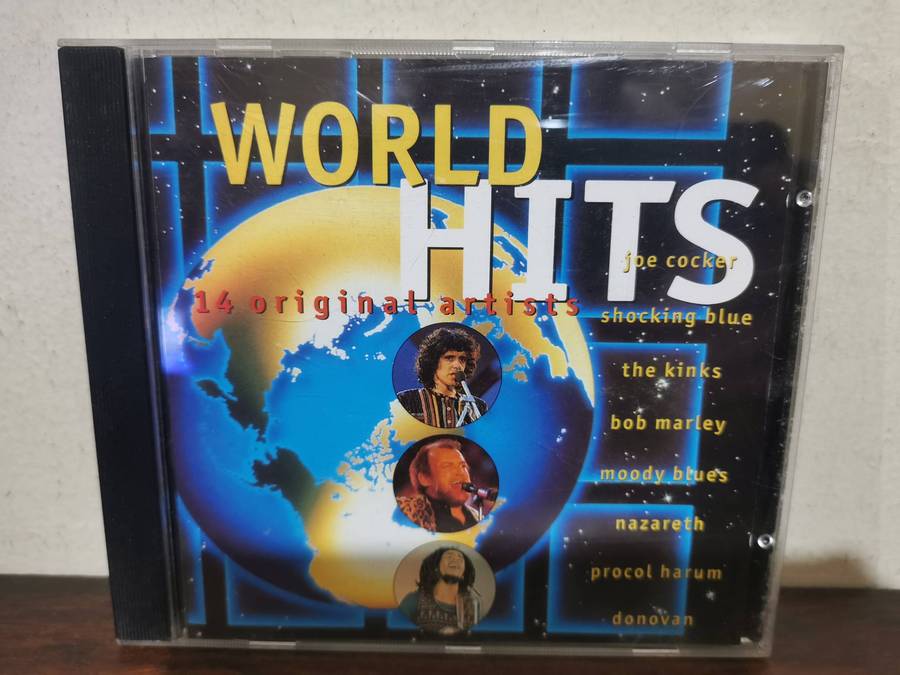 WORLD
HITS
joe cocker
14 original artists
shocking blue
the kinks
bob marley
moody blues
nazareth
procol harum
donovan